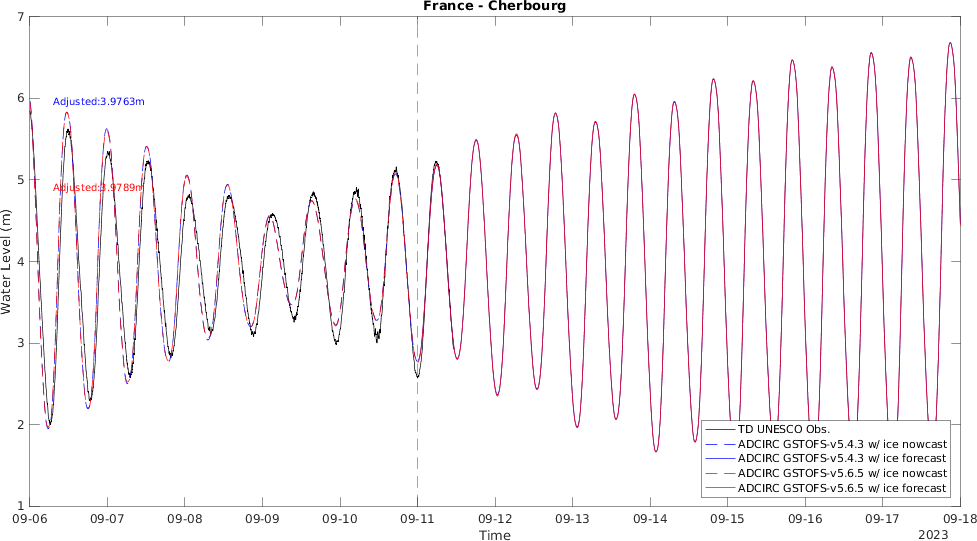 France - Cherbourg
7
6
5
4
3
2
1
Water Level (m)
Adjusted:3.9763m
Adjusted:3.9789m
TD UNESCO Obs.
ADCIRC GSTOFS-v5.4.3 w/ ice nowcast
ADCIRC GSTOFS-v5.4.3 w/ ice forecast
ADCIRC GSTOFS-v5.6.5 w/ ice nowcast
ADCIRC GSTOFS-v5.6.5 w/ ice forecast
09-06 09-07 09-08 09-09 09-10 09-11 09-12 09-13 09-14 09-15 09-16 09-17 09-18
Time
2023